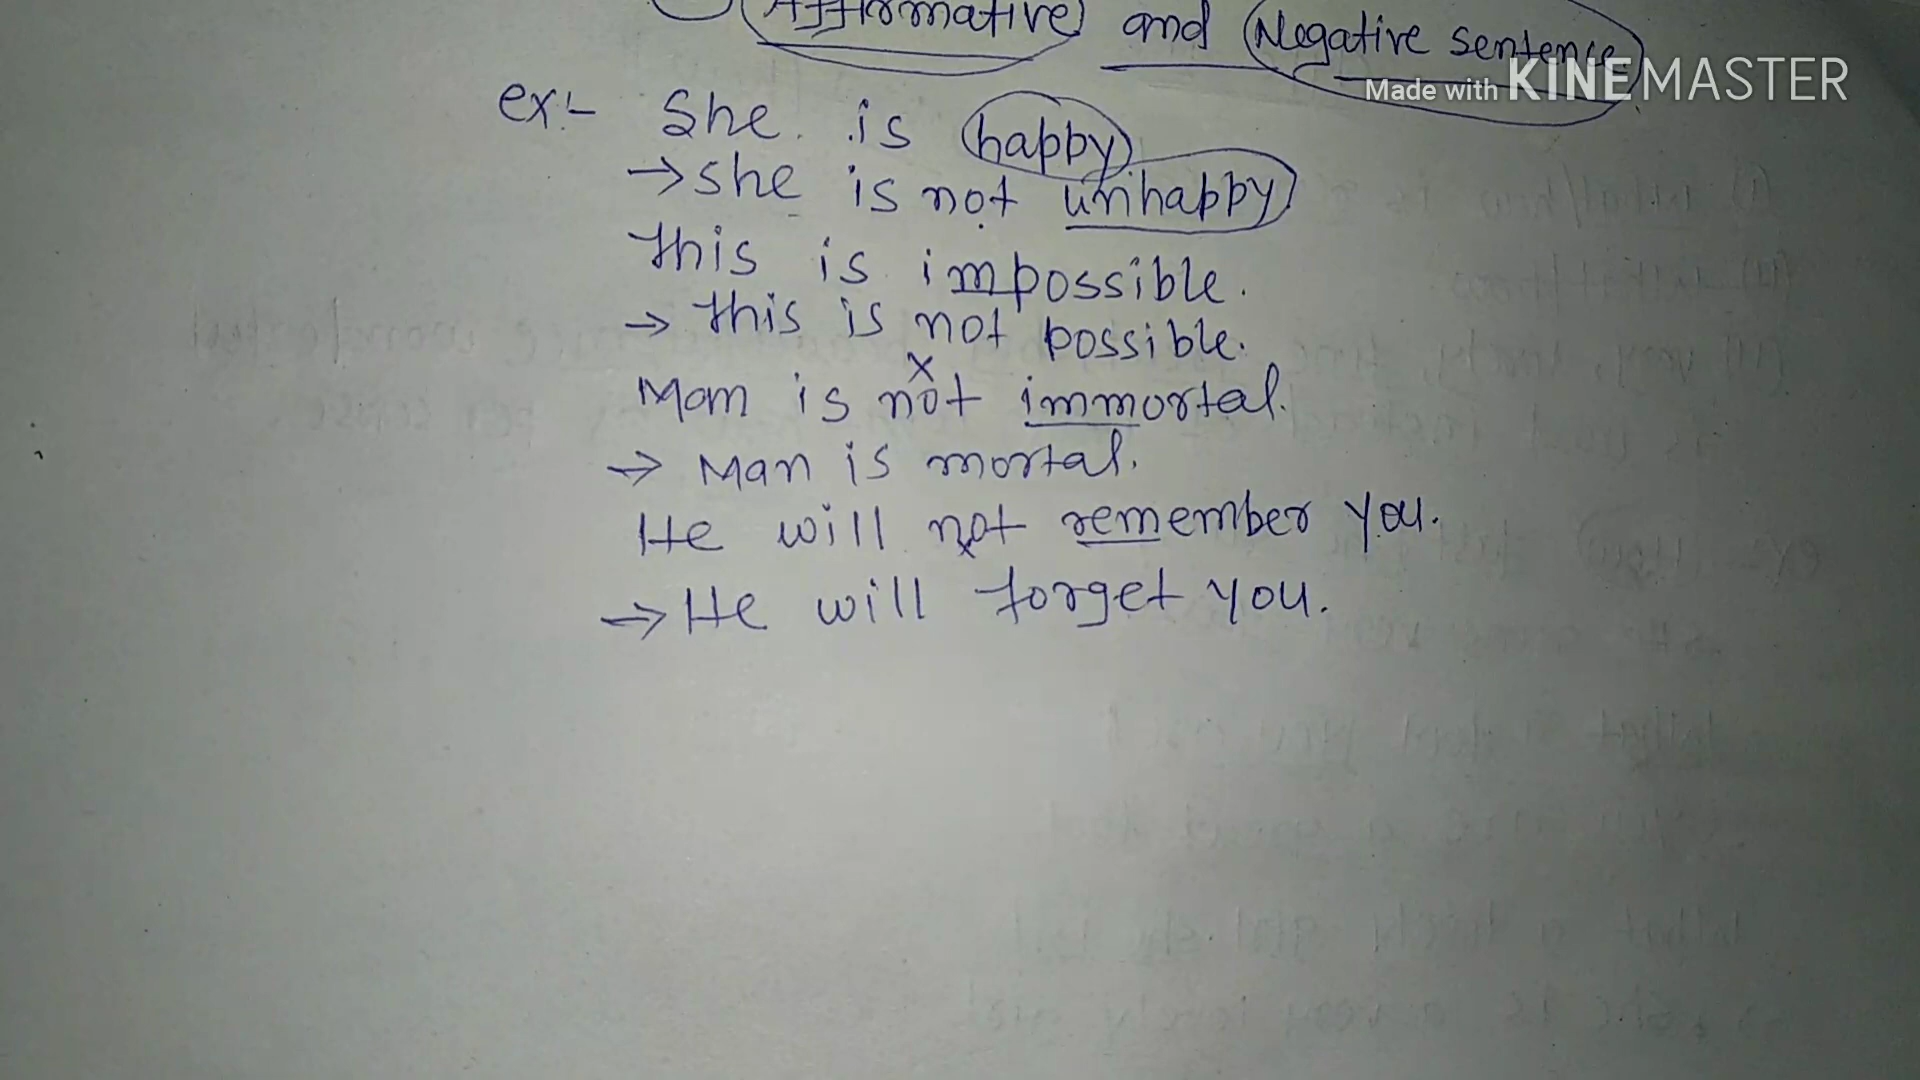 Affirmative and Negative sentence
Made with KINEMASTER
ex:- She is happy
→ she is not unhappy
This is impossible.
→ This is not possible.
Man is not immortal.
→ Man is mortal.
He will not remember you.
→ He will forget you.